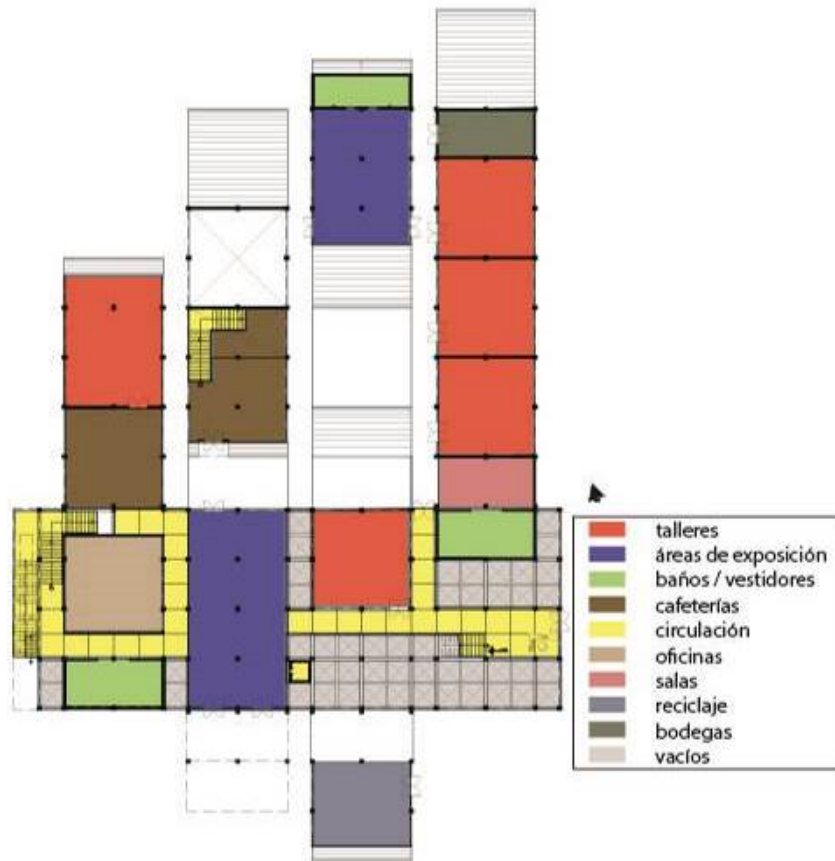 talleres
áreas de exposición
baños / vestidores
cafeterías
circulación
oficinas
salas
reciclaje
bodegas
vacíos